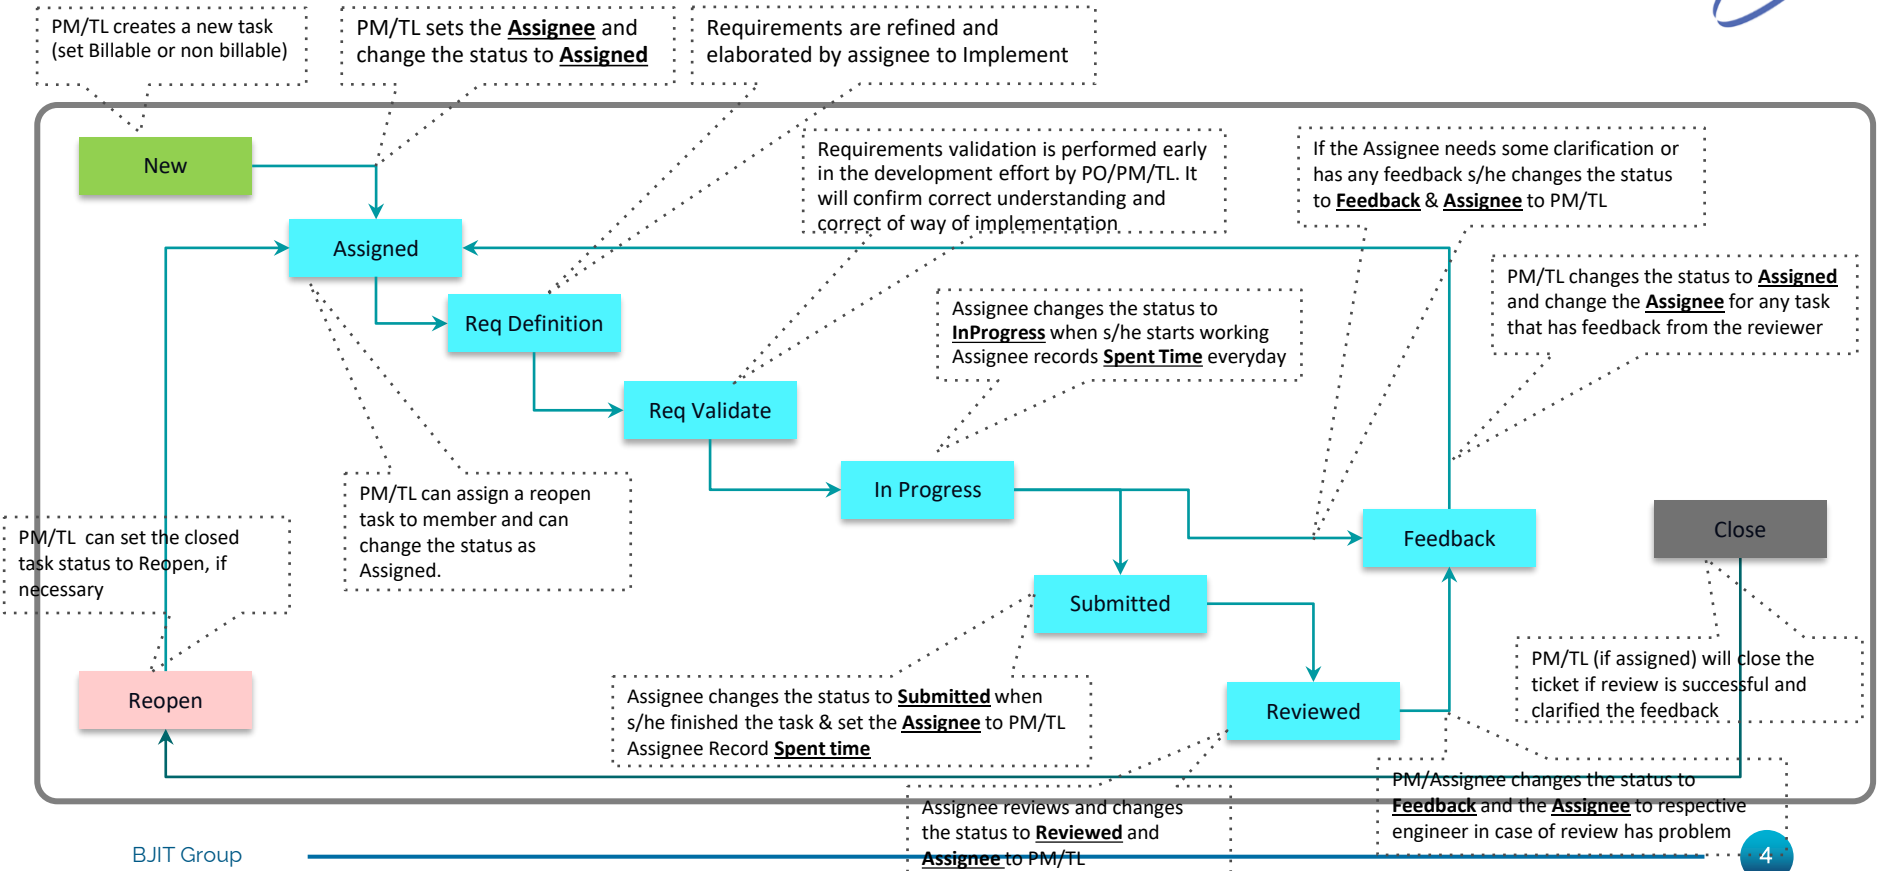 PM/TL creates a new task
(set Billable or non billable)
PM/TL sets the Assignee and
change the status to Assigned
Requirements are refined and
elaborated by assignee to Implement
New
Requirements validation is performed early
in the development effort by PO/PM/TL. It
will confirm correct understanding and
correct of way of implementation
If the Assignee needs some clarification or
has any feedback s/he changes the status
to Feedback & Assignee to PM/TL
Assigned
PM/TL changes the status to Assigned
and change the Assignee for any task
that has feedback from the reviewer
Req Definition
Assignee changes the status to
InProgress when s/he starts working
Assignee records Spent Time everyday
Req Validate
In Progress
PM/TL can assign a reopen
task to member and can
change the status as
Assigned.
PM/TL  can set the closed
task status to Reopen, if
necessary
Feedback
Close
Submitted
Reopen
Assignee changes the status to Submitted when
s/he finished the task & set the Assignee to PM/TL
Assignee Record Spent time
Reviewed
PM/TL (if assigned) will close the
ticket if review is successful and
clarified the feedback
Assignee reviews and changes
the status to Reviewed and
Assignee to PM/TL
PM/Assignee changes the status to
Feedback and the Assignee to respective
engineer in case of review has problem
BJIT Group
4